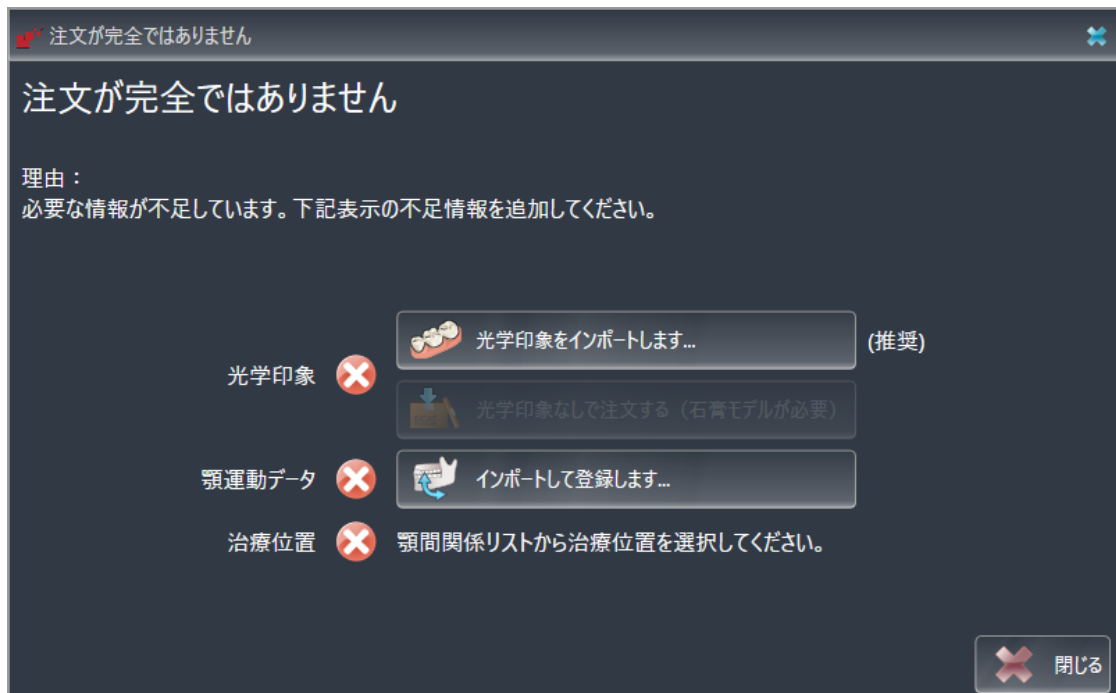 注文が完全ではありません
注文が完全ではありません
理由：
必要な情報が不足しています。下記表示の不足情報を追加してください。
光学印象
光学印象をインポートします...
(推奨)
光学印象なしで注文する（石膏モデルが必要）
顎運動データ
インポートして登録します...
治療位置
顎間関係リストから治療位置を選択してください。
閉じる